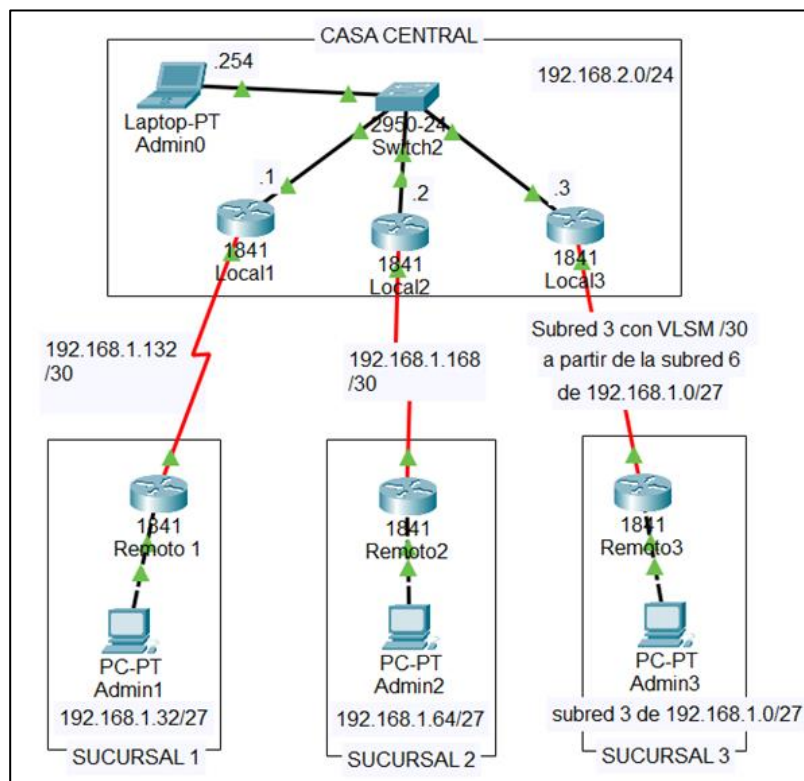 CASA CENTRAL
.254
192.168.2.0/24
Laptop-PT
Admin0
2950-24
Switch2
.1
.2
.3
1841
Local1
1841
Local2
1841
Local3
192.168.1.132
/30
192.168.1.168
/30
Subred 3 con VLSM /30
a partir de la subred 6
de 192.168.1.0/27
1841
Remoto 1
1841
Remoto2
1841
Remoto3
PC-PT
Admin1
PC-PT
Admin2
PC-PT
Admin3
192.168.1.32/27
192.168.1.64/27
subred 3 de 192.168.1.0/27
SUCURSAL 1
SUCURSAL 2
SUCURSAL 3